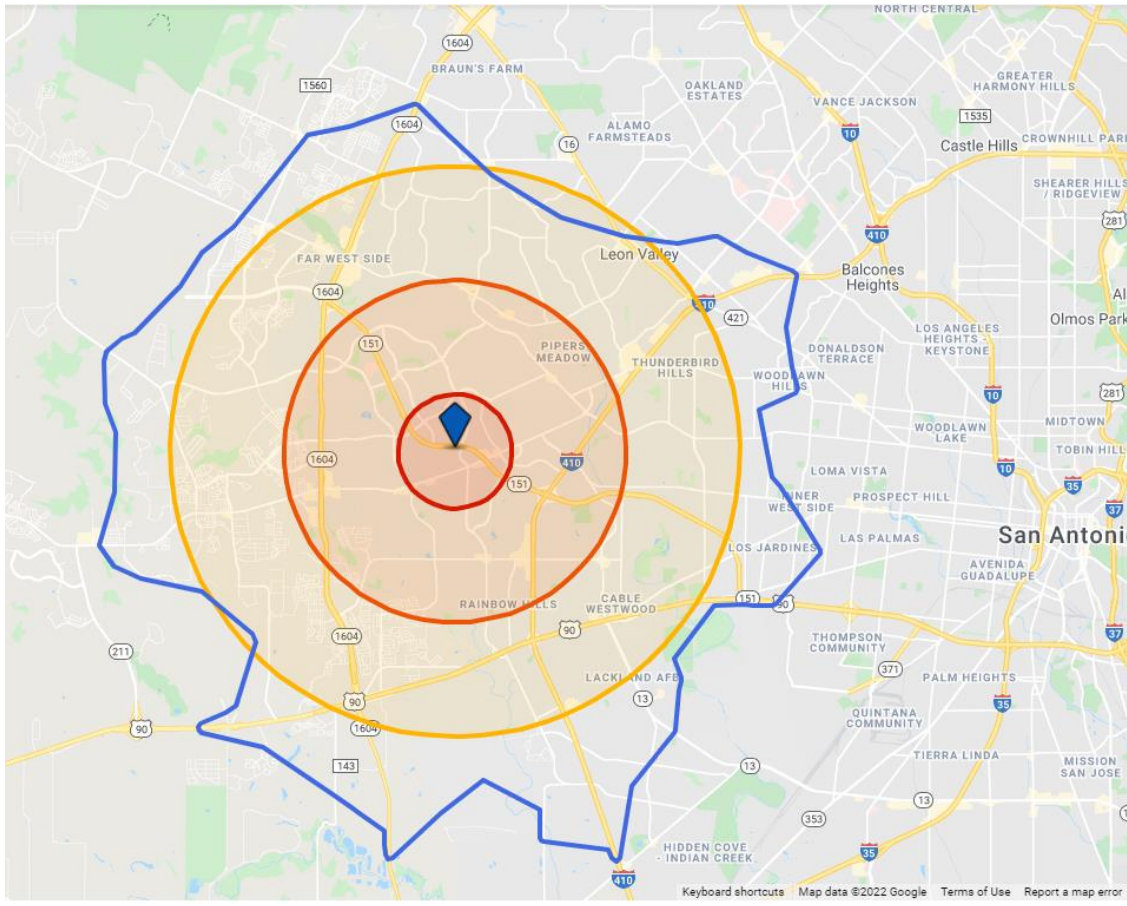 NORTH CENTRAL
1604
BRAUN'S FARM
1560
OAKLAND
ESTATES
GREATER
HARMONY HILLS
VANCE JACKSON
1535
1604
ALAMO
FARMSTEADS
10
CROWNHILL PARK
Castle Hills
16
SHEARER HILLS
/ RIDGEVIEW
281
410
Leon Valley
FAR WEST SIDE
Balcones
Heights
1604
410
421
Olmos Park
LOS ANGELES
HEIGHTS -
KEYSTONE
151
PIPERS
MEADOW
DONALDSON
TERRACE
THUNDERBIRD
HILLS
WOODLAWN
HILLS
10
281
MIDTOWN
WOODLAWN
LAKE
TOBIN HILL
1604
410
10
LOMA VISTA
151
35
INNER
WEST SIDE
PROSPECT HILL
37
San Antoni
LAS PALMAS
LOS JARDINES
AVENIDA
GUADALUPE
RAINBOW HILLS
CABLE
WESTWOOD
151
90
90
1604
37
THOMPSON
COMMUNITY
211
371
LACKLAND AFB
PALM HEIGHTS
13
90
35
90
1604
QUINTANA
COMMUNITY
TIERRA LINDA
143
13
MISSION
SAN JOSE
13
353
HIDDEN COVE
- INDIAN CREEK
35
410
Keyboard shortcuts Map data ©2022 Google Terms of Use Report a map error